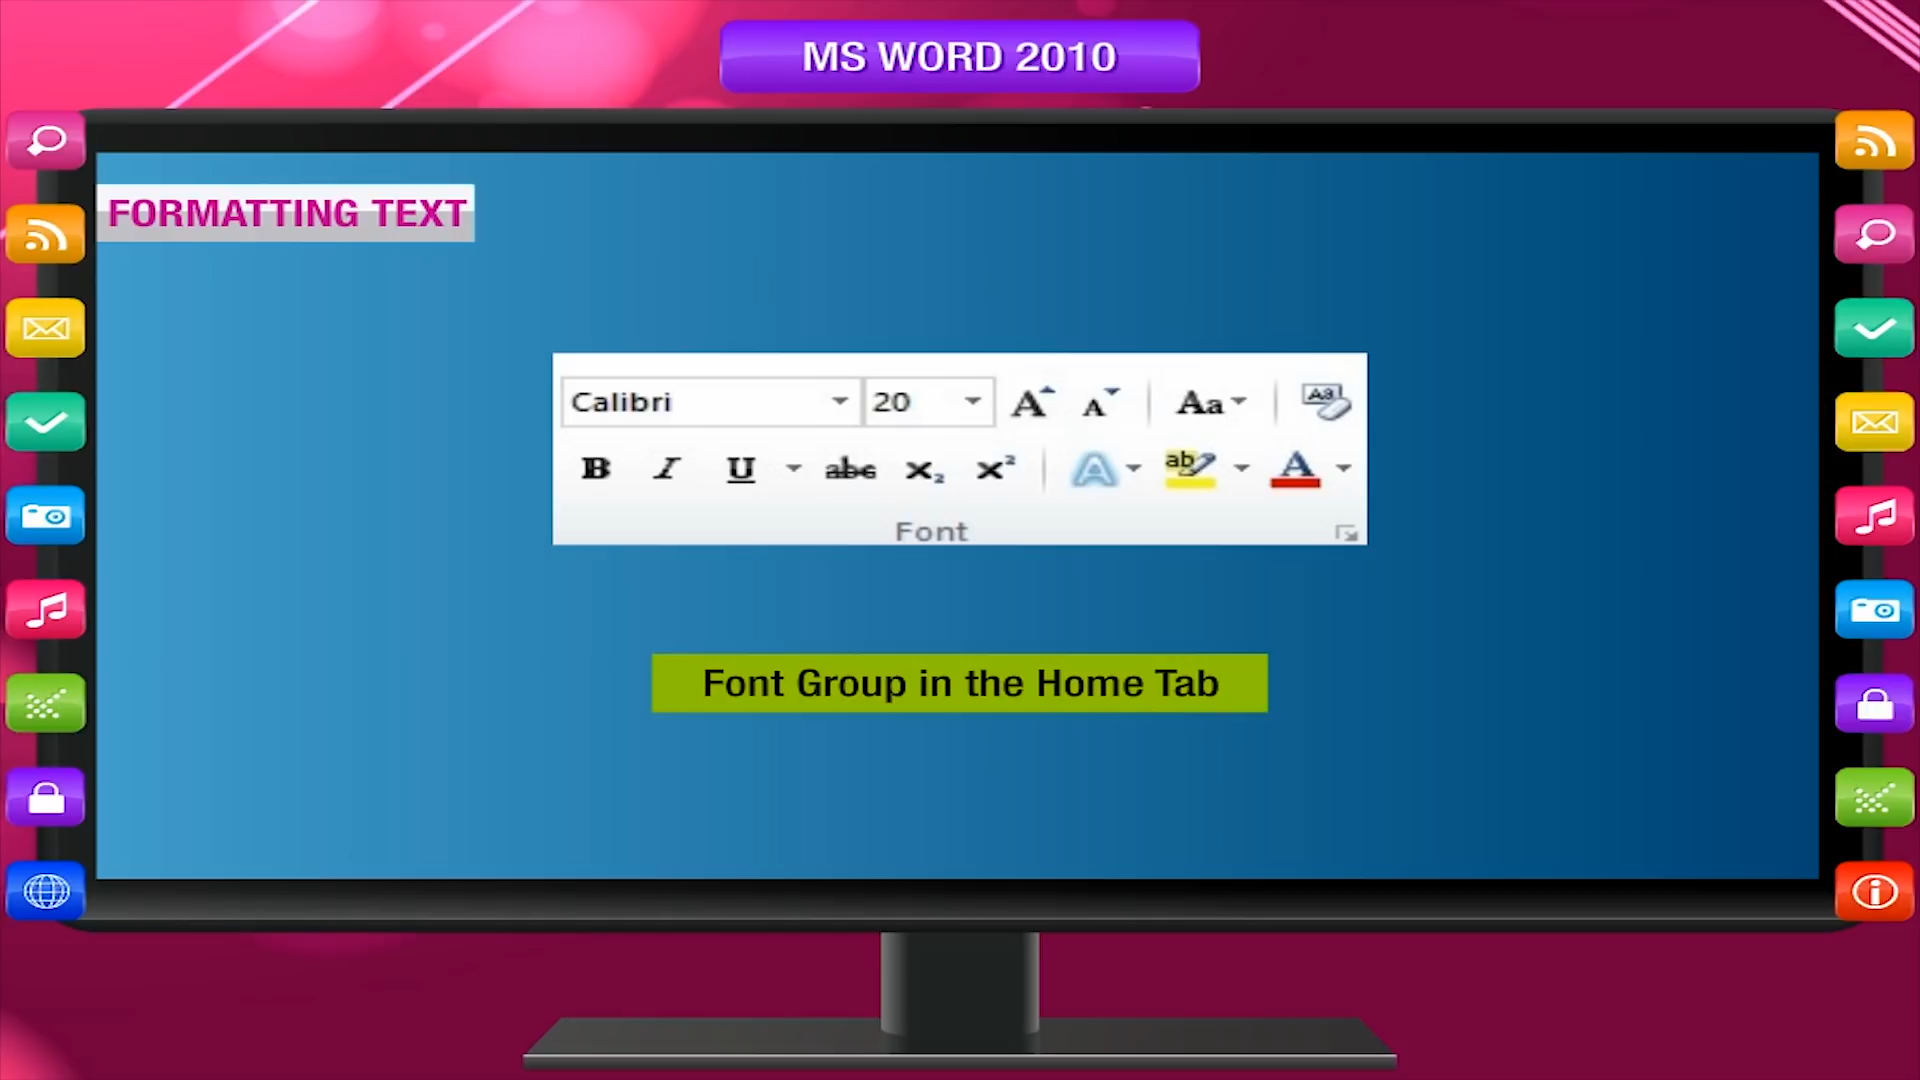 MS WORD 2010
FORMATTING TEXT
Calibri 20 A A Aa Aa
B I U abc x₂ x² A ab A
Font
Font Group in the Home Tab